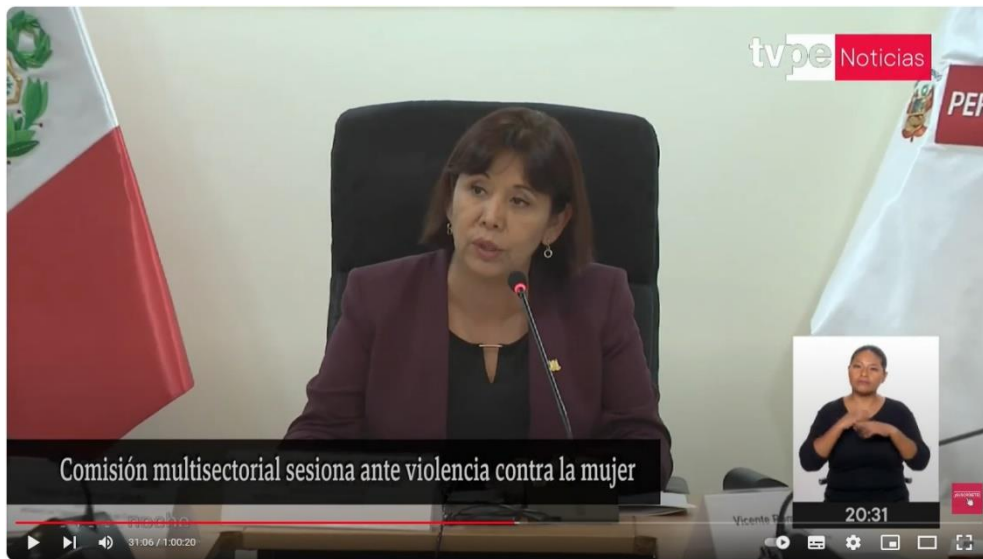 tvpe Noticias
PER
Comisión multisectorial sesiona ante violencia contra la mujer
noche
Vicente
20:31
31:06 / 1:00:20